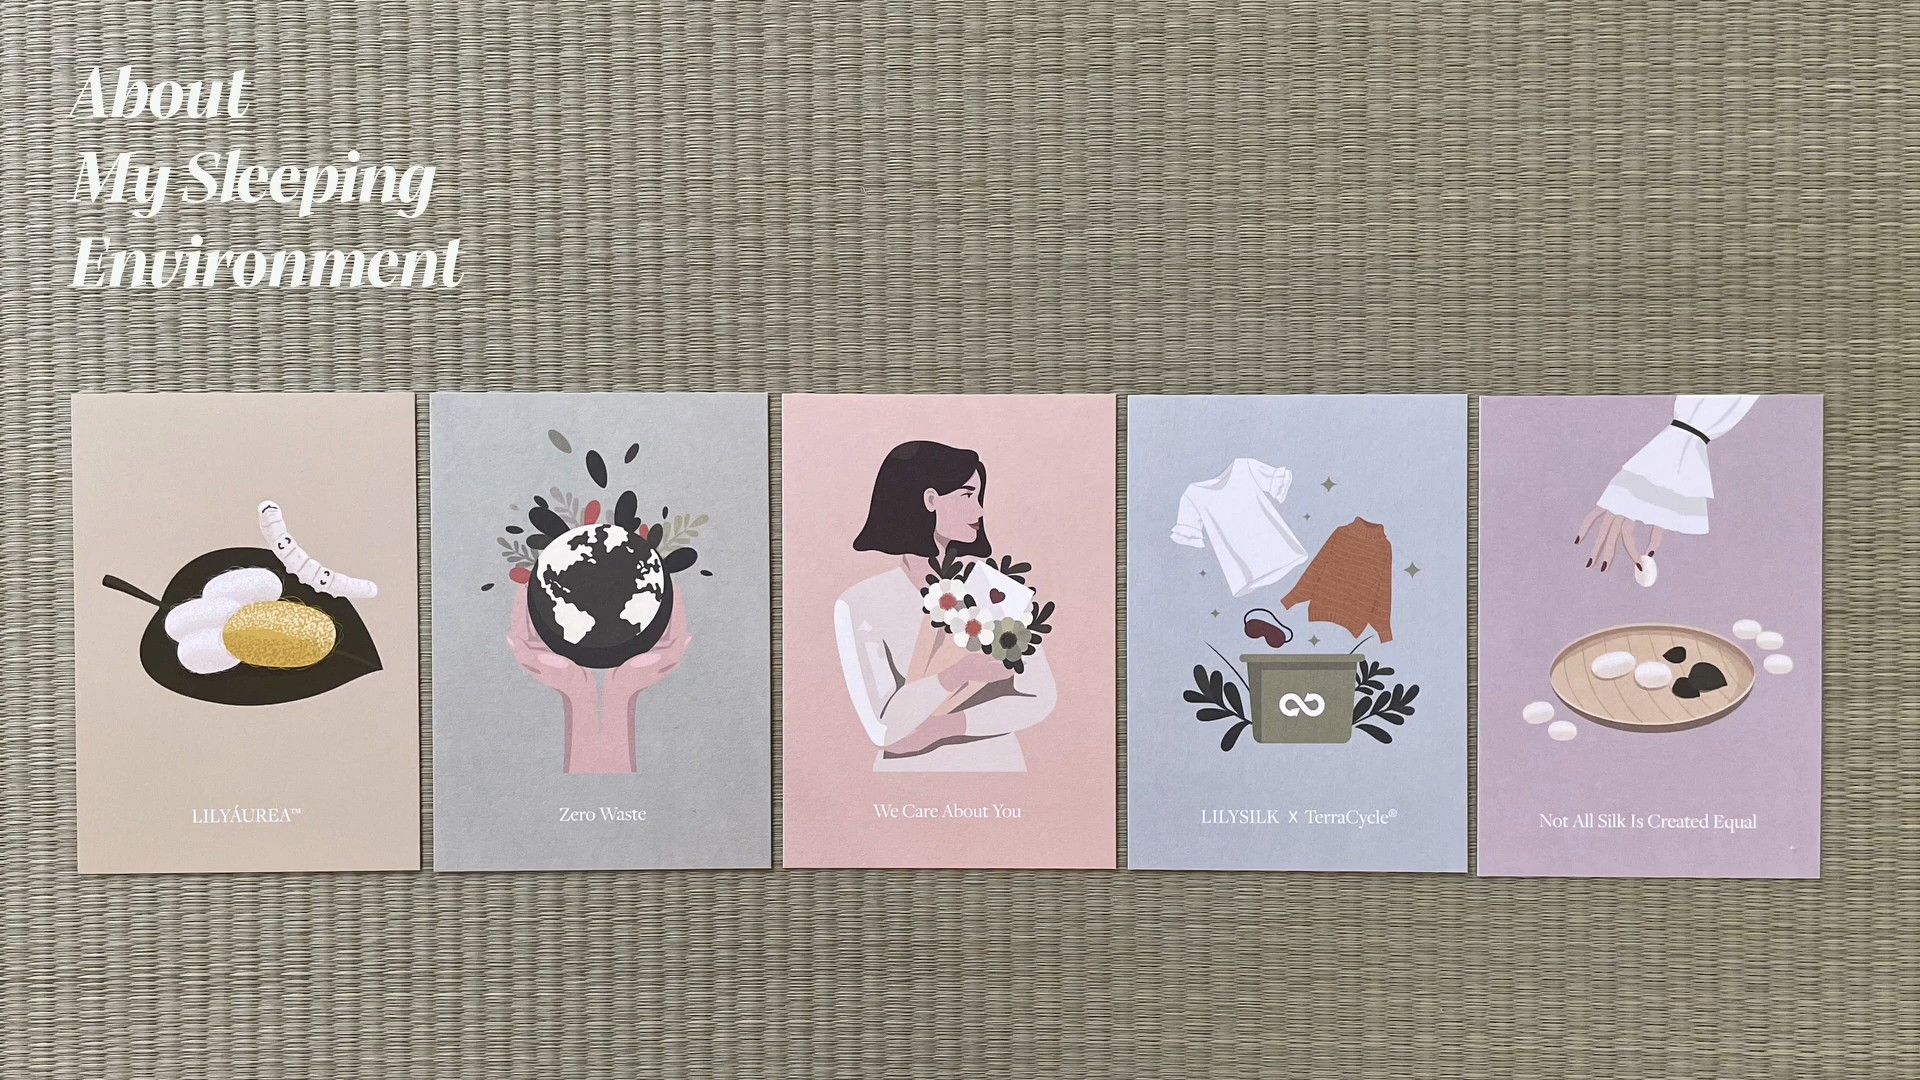 About
My Sleeping
Environment
LILYÁUREA™
Zero Waste
We Care About You
LILYSILK X TerraCycle®
Not All Silk Is Created Equal